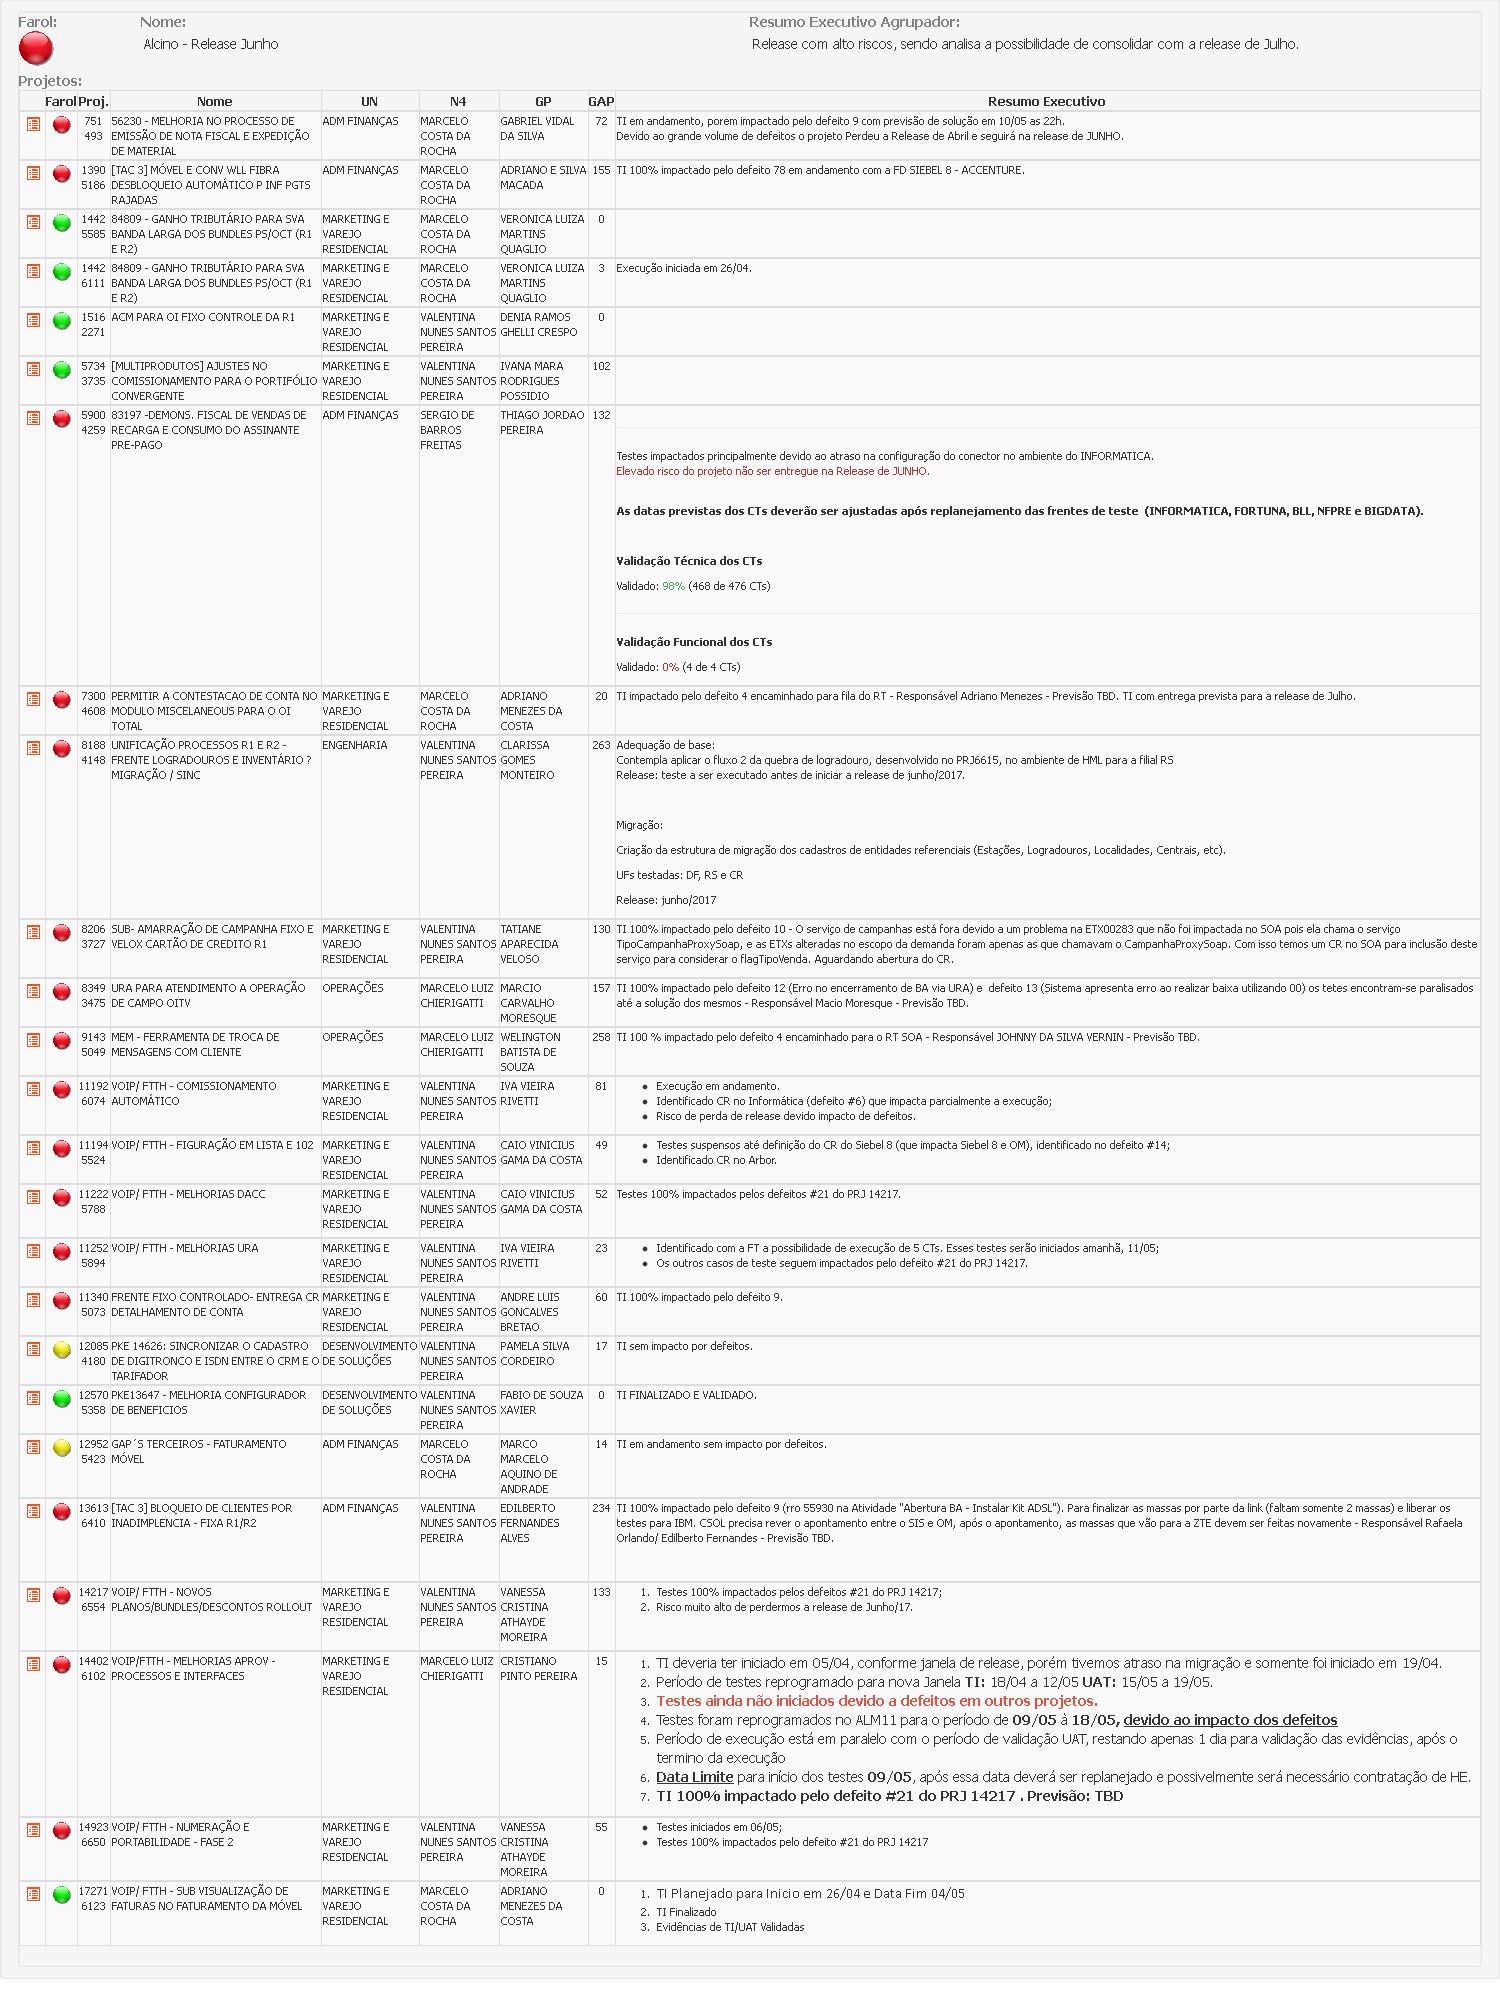 Farol: Nome: Resumo Executivo Agrupador:
Alcino - Release Junho Release com alto riscos, sendo analisa a possibilidade de consolidar com a release de Julho.
Projetos:
Farol Proj. Nome UN N4 GP GAP Resumo Executivo
751 56230 - MELHORIA NO PROCESSO DE ADM FINANÇAS MARCELO GABRIEL VIDAL 72 TI em andamento, porem impactado pelo defeito 9 com previsão de solução em 10/05 as 22h.
493 EMISSÃO DE NOTA FISCAL E EXPEDIÇÃO COSTA DA DA SILVA Devido ao grande volume de defeitos o projeto Perdeu a Release de Abril e seguirá na release de JUNHO.
DE MATERIAL ROCHA
1390 [TAC 3] MÓVEL E CONV WLL FIBRA ADM FINANÇAS MARCELO ADRIANO E SILVA 155 TI 100% impactado pelo defeito 78 em andamento com a FD SIEBEL 8 - ACCENTURE.
5186 DESBLOQUEIO AUTOMÁTICO P INF PGTS COSTA DA MACADA
RAJADAS ROCHA
1442 84809 - GANHO TRIBUTÁRIO PARA SVA MARKETING E MARCELO VERONICA LUIZA 0
5585 BANDA LARGA DOS BUNDLES PS/OCT (R1 VAREJO COSTA DA MARTINS
E R2) RESIDENCIAL ROCHA QUAGLIO
1442 84809 - GANHO TRIBUTÁRIO PARA SVA MARKETING E MARCELO VERONICA LUIZA 3 Execução iniciada em 26/04.
6111 BANDA LARGA DOS BUNDLES PS/OCT (R1 VAREJO COSTA DA MARTINS
E R2) RESIDENCIAL ROCHA QUAGLIO
1516 ACM PARA OI FIXO CONTROLE DA R1 MARKETING E VALENTINA DENIA RAMOS 0
2271 VAREJO NUNES SANTOS GHELLI CRESPO
RESIDENCIAL PEREIRA
5734 [MULTIPRODUTOS] AJUSTES NO MARKETING E VALENTINA IVANA MARA 102
3735 COMISSIONAMENTO PARA O PORTIFÓLIO VAREJO NUNES SANTOS RODRIGUES
CONVERGENTE RESIDENCIAL PEREIRA POSSIDIO
5900 83197 -DEMONS. FISCAL DE VENDAS DE ADM FINANÇAS SERGIO DE THIAGO JORDAO 132
4259 RECARGA E CONSUMO DO ASSINANTE BARROS PEREIRA
PRE-PAGO FREITAS
Testes impactados principalmente devido ao atraso na configuração do conector no ambiente do INFORMATICA.
Elevado risco do projeto não ser entregue na Release de JUNHO.
As datas previstas dos CTs deverão ser ajustadas após replanejamento das frentes de teste (INFORMATICA, FORTUNA, BLL, NFPRE e BIGDATA).
Validação Técnica dos CTs
Validado: 98% (468 de 476 CTs)
Validação Funcional dos CTs
Validado: 0% (4 de 4 CTs)
7300 PERMITIR A CONTESTACAO DE CONTA NO MARKETING E MARCELO ADRIANO 20 TI impactado pelo defeito 4 encaminhado para fila do RT - Responsável Adriano Menezes - Previsão TBD. TI com entrega prevista para a release de Julho.
4608 MODULO MISCELANEOUS PARA O OI VAREJO COSTA DA MENEZES DA
TOTAL RESIDENCIAL ROCHA COSTA
8188 UNIFICAÇÃO PROCESSOS R1 E R2 - ENGENHARIA VALENTINA CLARISSA 263 Adequação de base:
4148 FRENTE LOGRADOUROS E INVENTÁRIO ? NUNES SANTOS GOMES Contempla aplicar o fluxo 2 da quebra de logradouro, desenvolvido no PRJ6615, no ambiente de HML para a filial RS
MIGRAÇÃO / SINC PEREIRA MONTEIRO Release: teste a ser executado antes de iniciar a release de junho/2017.
Migração:
Criação da estrutura de migração dos cadastros de entidades referenciais (Estações, Logradouros, Localidades, Centrais, etc).
UFs testadas: DF, RS e CR
Release: junho/2017
8206 SUB- AMARRAÇÃO DE CAMPANHA FIXO E MARKETING E VALENTINA TATIANE 130 TI 100% impactado pelo defeito 10 - O serviço de campanhas está fora devido a um problema na ETX00283 que não foi impactada no SOA pois ela chama o serviço
3727 VELOX CARTÃO DE CREDITO R1 VAREJO NUNES SANTOS APARECIDA TipoCampanhaProxySoap, e as ETXs alteradas no escopo da demanda foram apenas as que chamavam o CampanhaProxySoap. Com isso temos um CR no SOA para inclusão deste
RESIDENCIAL PEREIRA VELOSO serviço para considerar o flagTipoVenda. Aguardando abertura do CR.
8349 URA PARA ATENDIMENTO A OPERAÇÃO OPERAÇÕES MARCELO LUIZ MARCIO 157 TI 100% impactado pelo defeito 12 (Erro no encerramento de BA via URA) e defeito 13 (Sistema apresenta erro ao realizar baixa utilizando 00) os tetes encontram-se paralisados
3475 DE CAMPO OITV CHIERIGATTI CARVALHO até a solução dos mesmos - Responsável Macio Moresque - Previsão TBD.
MORESQUE
9143 MEM - FERRAMENTA DE TROCA DE OPERAÇÕES MARCELO LUIZ WELINGTON 258 TI 100 % impactado pelo defeito 4 encaminhado para o RT SOA - Responsável JOHNNY DA SILVA VERNIN - Previsão TBD.
5049 MENSAGENS COM CLIENTE CHIERIGATTI BATISTA DE
SOUZA
11192 VOIP/ FTTH - COMISSIONAMENTO MARKETING E VALENTINA IVA VIEIRA 81 • Execução em andamento.
6074 AUTOMÁTICO VAREJO NUNES SANTOS RIVETTI • Identificado CR no Informática (defeito #6) que impacta parcialmente a execução;
RESIDENCIAL PEREIRA • Risco de perda de release devido impacto de defeitos.
11194 VOIP/ FTTH - FIGURAÇÃO EM LISTA E 102 MARKETING E VALENTINA CAIO VINICIUS 49 • Testes suspensos até definição do CR do Siebel 8 (que impacta Siebel 8 e OM), identificado no defeito #14;
5524 VAREJO NUNES SANTOS GAMA DA COSTA • Identificado CR no Arbor.
RESIDENCIAL PEREIRA
11222 VOIP/ FTTH - MELHORIAS DACC MARKETING E VALENTINA CAIO VINICIUS 52 Testes 100% impactados pelos defeitos #21 do PRJ 14217.
5788 VAREJO NUNES SANTOS GAMA DA COSTA
RESIDENCIAL PEREIRA
11252 VOIP/ FTTH - MELHORIAS URA MARKETING E VALENTINA IVA VIEIRA 23 • Identificado com a FT a possibilidade de execução de 5 CTs. Esses testes serão iniciados amanhã, 11/05;
5894 VAREJO NUNES SANTOS RIVETTI • Os outros casos de teste seguem impactados pelo defeito #21 do PRJ 14217.
RESIDENCIAL PEREIRA
11340 FRENTE FIXO CONTROLADO- ENTREGA CR MARKETING E VALENTINA ANDRE LUIS 60 TI 100% impactado pelo defeito 9.
5073 DETALHAMENTO DE CONTA VAREJO NUNES SANTOS GONCALVES
RESIDENCIAL PEREIRA BRETAO
12085 PKE 14626: SINCRONIZAR O CADASTRO DESENVOLVIMENTO VALENTINA PAMELA SILVA 17 TI sem impacto por defeitos.
4180 DE DIGITRONCO E ISDN ENTRE O CRM E O DE SOLUÇÕES NUNES SANTOS CORDEIRO
TARIFADOR PEREIRA
12570 PKE13647 - MELHORIA CONFIGURADOR DESENVOLVIMENTO VALENTINA FABIO DE SOUZA 0 TI FINALIZADO E VALIDADO.
5358 DE BENEFICIOS DE SOLUÇÕES NUNES SANTOS XAVIER
PEREIRA
12952 GAP´S TERCEIROS - FATURAMENTO ADM FINANÇAS MARCELO MARCO 14 TI em andamento sem impacto por defeitos.
5423 MÓVEL COSTA DA MARCELO
ROCHA AQUINO DE
ANDRADE
13613 [TAC 3] BLOQUEIO DE CLIENTES POR ADM FINANÇAS VALENTINA EDILBERTO 234 TI 100% impactado pelo defeito 9 (rro 55930 na Atividade "Abertura BA - Instalar Kit ADSL"). Para finalizar as massas por parte da link (faltam somente 2 massas) e liberar os
6410 INADIMPLENCIA - FIXA R1/R2 NUNES SANTOS FERNANDES testes para IBM. CSOL precisa rever o apontamento entre o SIS e OM, após o apontamento, as massas que vão para a ZTE devem ser feitas novamente - Responsável Rafaela
PEREIRA ALVES Orlando/ Edilberto Fernandes - Previsão TBD.
14217 VOIP/ FTTH - NOVOS MARKETING E VALENTINA VANESSA 133 1. Testes 100% impactados pelos defeitos #21 do PRJ 14217;
6554 PLANOS/BUNDLES/DESCONTOS ROLLOUT VAREJO NUNES SANTOS CRISTINA 2. Risco muito alto de perdermos a release de Junho/17.
RESIDENCIAL PEREIRA ATHAYDE
MOREIRA
14402 VOIP/FTTH - MELHORIAS APROV - MARKETING E MARCELO LUIZ CRISTIANO 15 1. TI deveria ter iniciado em 05/04, conforme janela de release, porém tivemos atraso na migração e somente foi iniciado em 19/04.
6102 PROCESSOS E INTERFACES VAREJO CHIERIGATTI PINTO PEREIRA 2. Período de testes reprogramado para nova Janela TI: 18/04 a 12/05 UAT: 15/05 a 19/05.
RESIDENCIAL 3. Testes ainda não iniciados devido a defeitos em outros projetos.
4. Testes foram reprogramados no ALM11 para o período de 09/05 à 18/05, devido ao impacto dos defeitos
5. Período de execução está em paralelo com o período de validação UAT, restando apenas 1 dia para validação das evidências, após o
termino da execução
6. Data Limite para início dos testes 09/05, após essa data deverá ser replanejado e possivelmente será necessário contratação de HE.
7. TI 100% impactado pelo defeito #21 do PRJ 14217 . Previsão: TBD
14923 VOIP/ FTTH - NUMERAÇÃO E MARKETING E VALENTINA VANESSA 55 • Testes iniciados em 06/05;
6650 PORTABILIDADE - FASE 2 VAREJO NUNES SANTOS CRISTINA • Testes 100% impactados pelo defeito #21 do PRJ 14217
RESIDENCIAL PEREIRA ATHAYDE
MOREIRA
17271 VOIP/ FTTH - SUB VISUALIZAÇÃO DE MARKETING E MARCELO ADRIANO 0 1. TI Planejado para Inicio em 26/04 e Data Fim 04/05
6123 FATURAS NO FATURAMENTO DA MÓVEL VAREJO COSTA DA MENEZES DA 2. TI Finalizado
RESIDENCIAL ROCHA COSTA 3. Evidências de TI/UAT Validadas